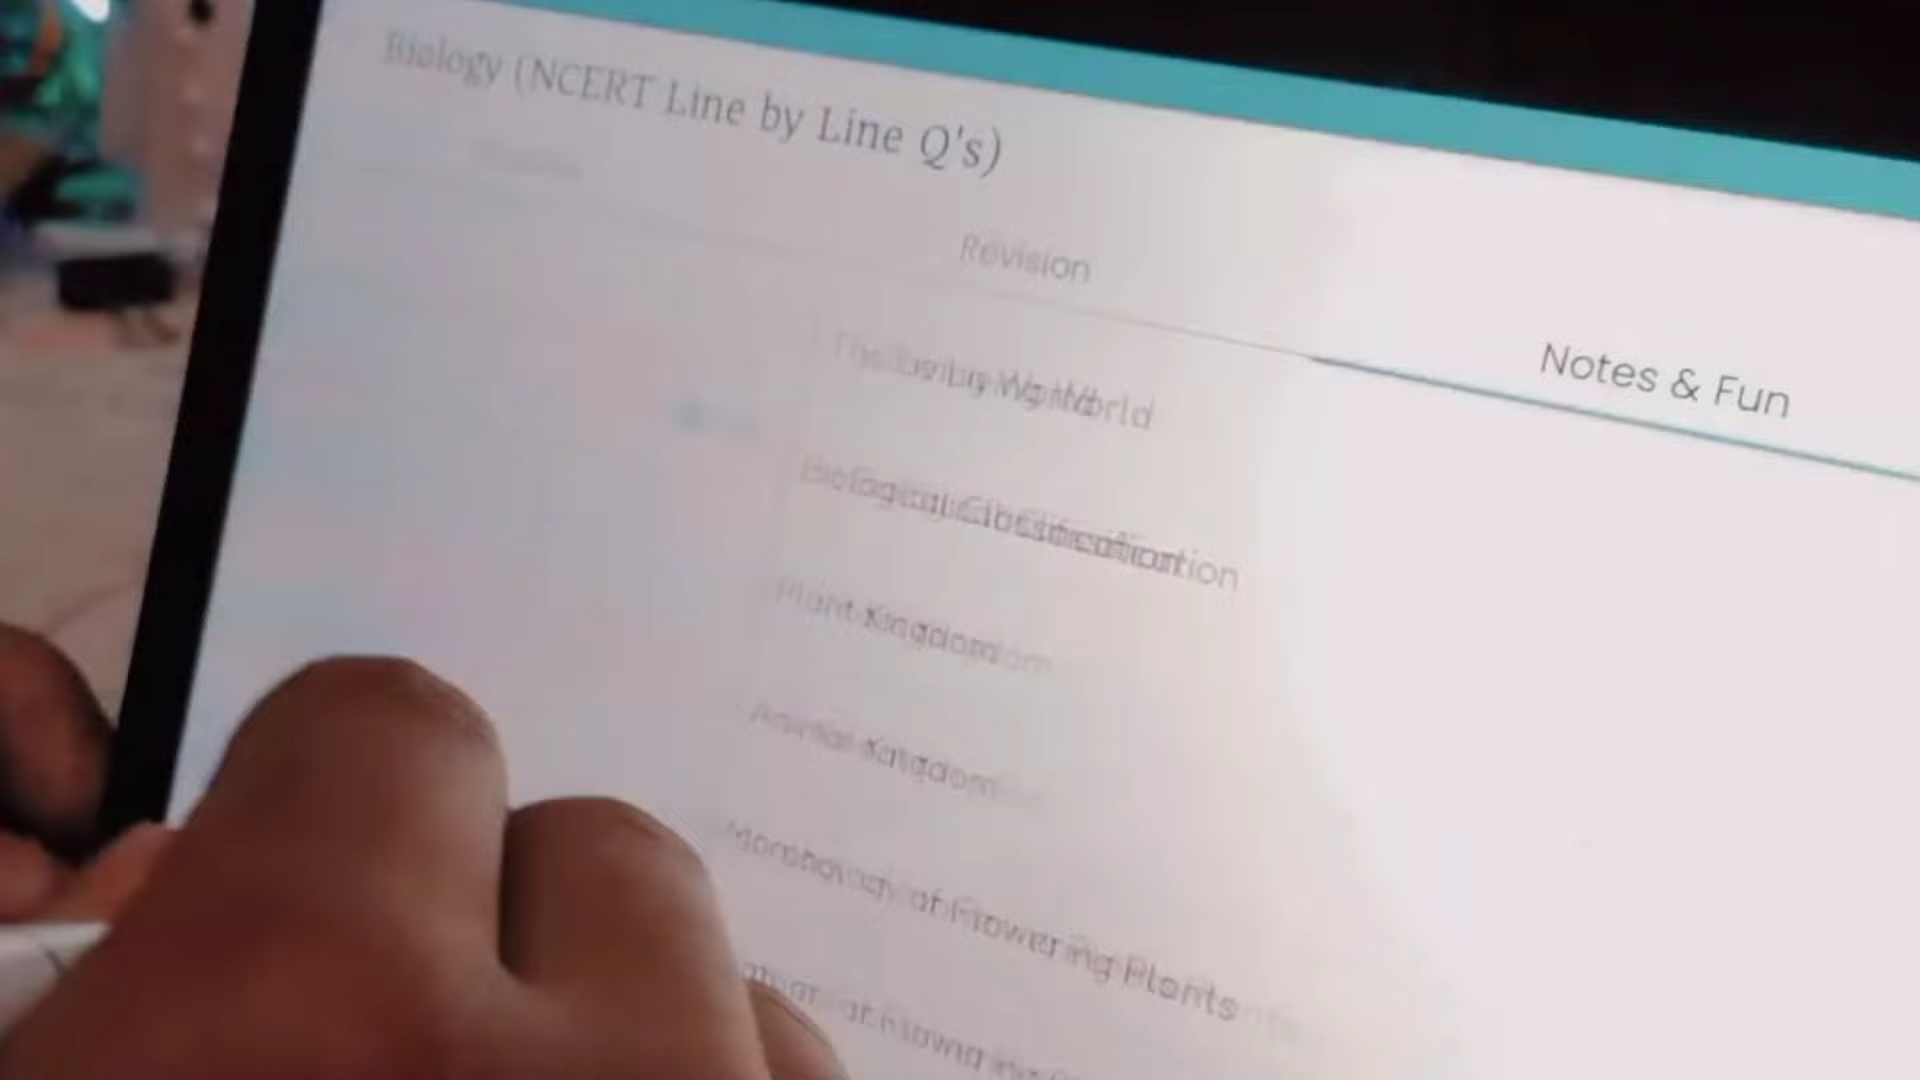 Biology (NCERT Line by Line Q's)
Revision
Notes & Fun
The Living World
Biological Classification
Plant Kingdom
Animal Kingdom
Morphology of Flowering Plants